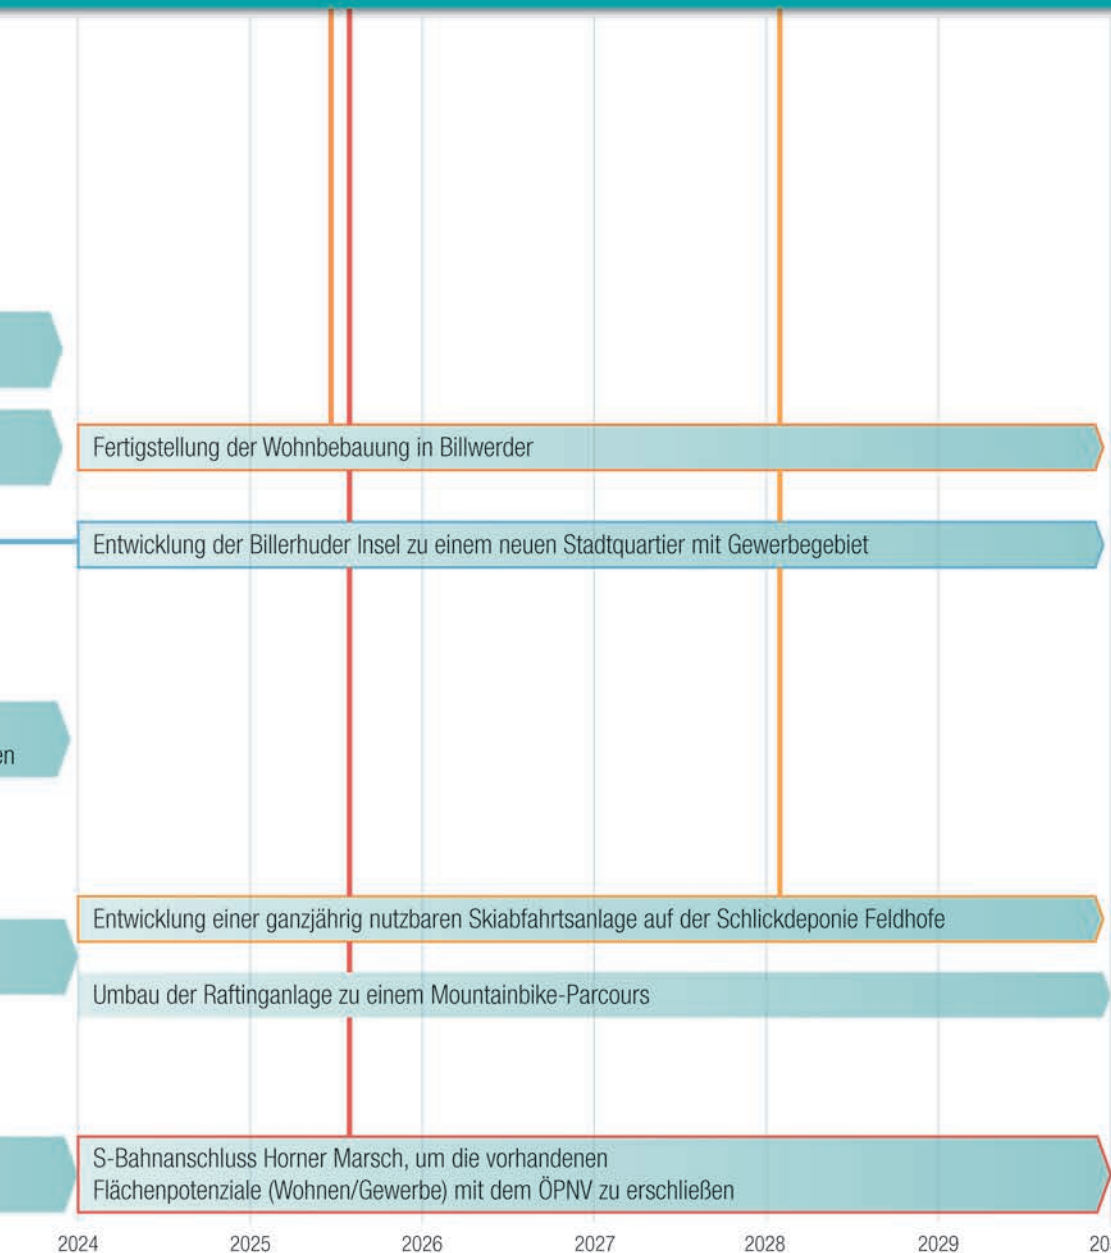 Fertigstellung der Wohnbebauung in Billwerder
Entwicklung der Billerhuder Insel zu einem neuen Stadtquartier mit Gewerbegebiet
en
Entwicklung einer ganzjährig nutzbaren Skiabfahrtsanlage auf der Schlickdeponie Feldhofe
Umbau der Raftinganlage zu einem Mountainbike-Parcours
S-Bahnanschluss Horner Marsch, um die vorhandenen
Flächenpotenziale (Wohnen/Gewerbe) mit dem ÖPNV zu erschließen
2024 2025 2026 2027 2028 2029 20